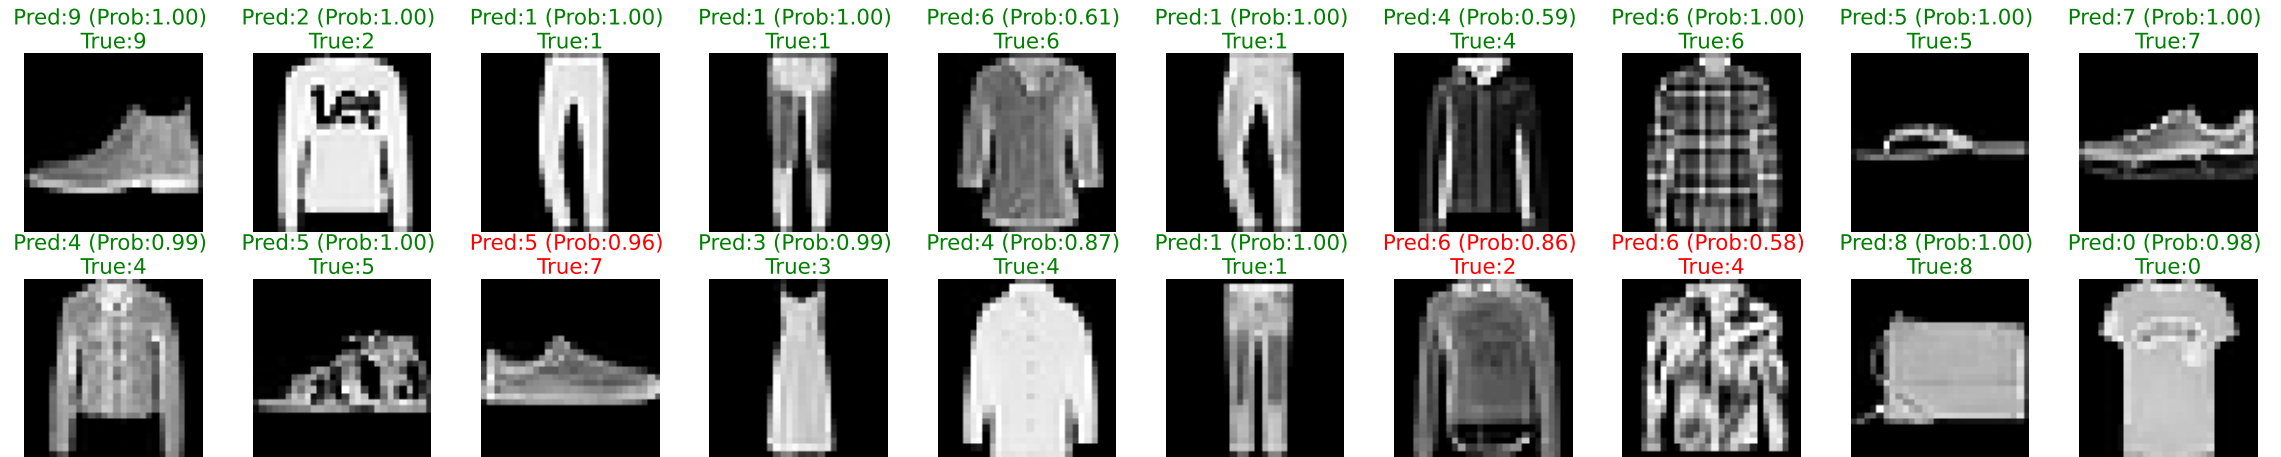 Pred:9 (Prob:1.00) Pred:2 (Prob:1.00) Pred:1 (Prob:1.00) Pred:1 (Prob:1.00) Pred:6 (Prob:0.61) Pred:1 (Prob:1.00) Pred:4 (Prob:0.59) Pred:6 (Prob:1.00) Pred:5 (Prob:1.00) Pred:7 (Prob:1.00)
True:9 True:2 True:1 True:1 True:6 True:1 True:4 True:6 True:5 True:7
Lee
Pred:4 (Prob:0.99) Pred:5 (Prob:1.00) Pred:5 (Prob:0.96) Pred:3 (Prob:0.99) Pred:4 (Prob:0.87) Pred:1 (Prob:1.00) Pred:6 (Prob:0.86) Pred:6 (Prob:0.58) Pred:8 (Prob:1.00) Pred:0 (Prob:0.98)
True:4 True:5 True:7 True:3 True:4 True:1 True:2 True:4 True:8 True:0